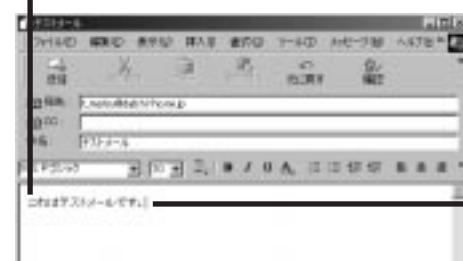 テストメール
ファイル(F) 編集(E) 表示(V) 挿入(I) 書式(O) ツール(T) メッセージ(M) ヘルプ(H)
送信 元に戻す 確認
宛先:
CC:
件名: テストメール
10 B I U A
これはテストメールです。